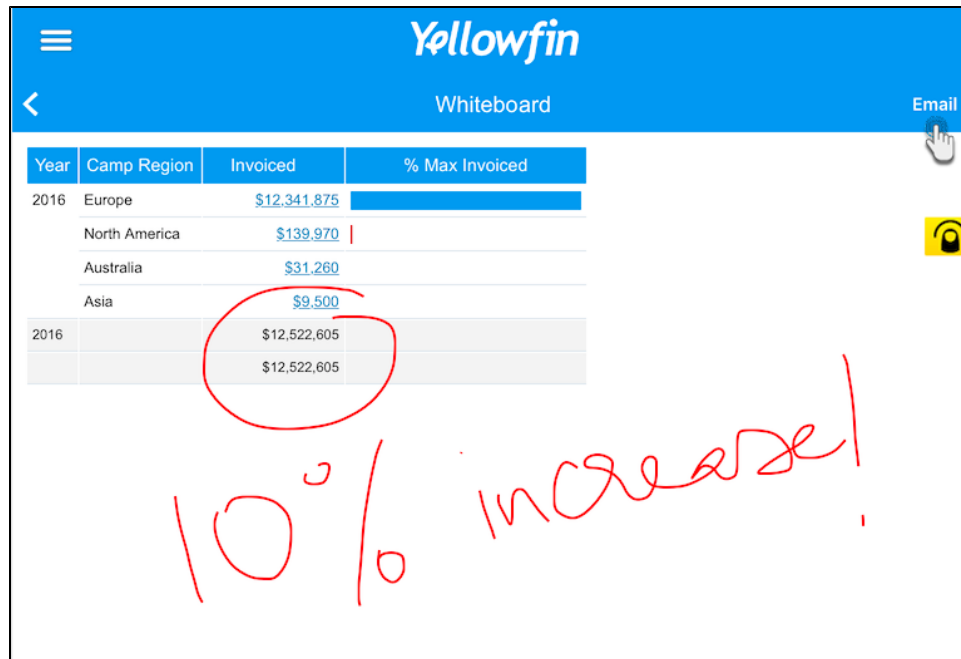 Yellowfin
Whiteboard
Email
Year Camp Region Invoiced % Max Invoiced
2016 Europe $12,341,875
North America $139,970
Australia $31,260
Asia $9,500
2016 $12,522,605
$12,522,605
10% increase!